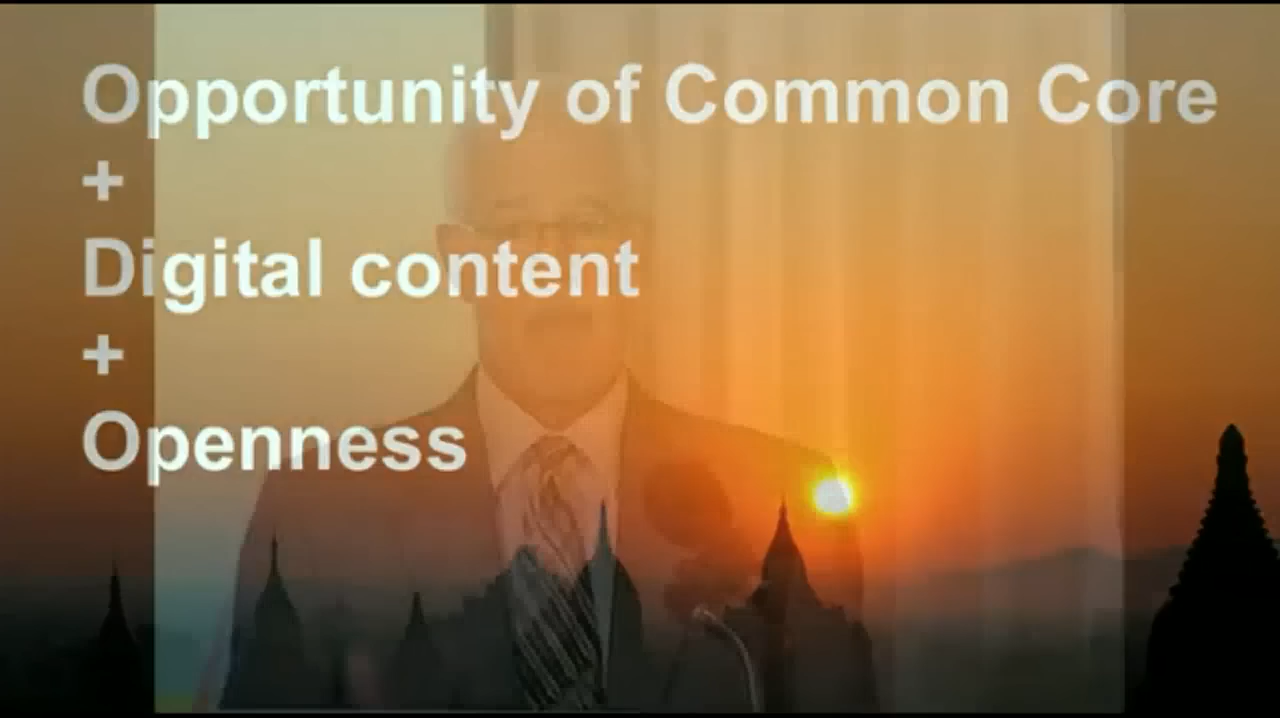 Opportunity of Common Core
+
Digital content
+
Openness